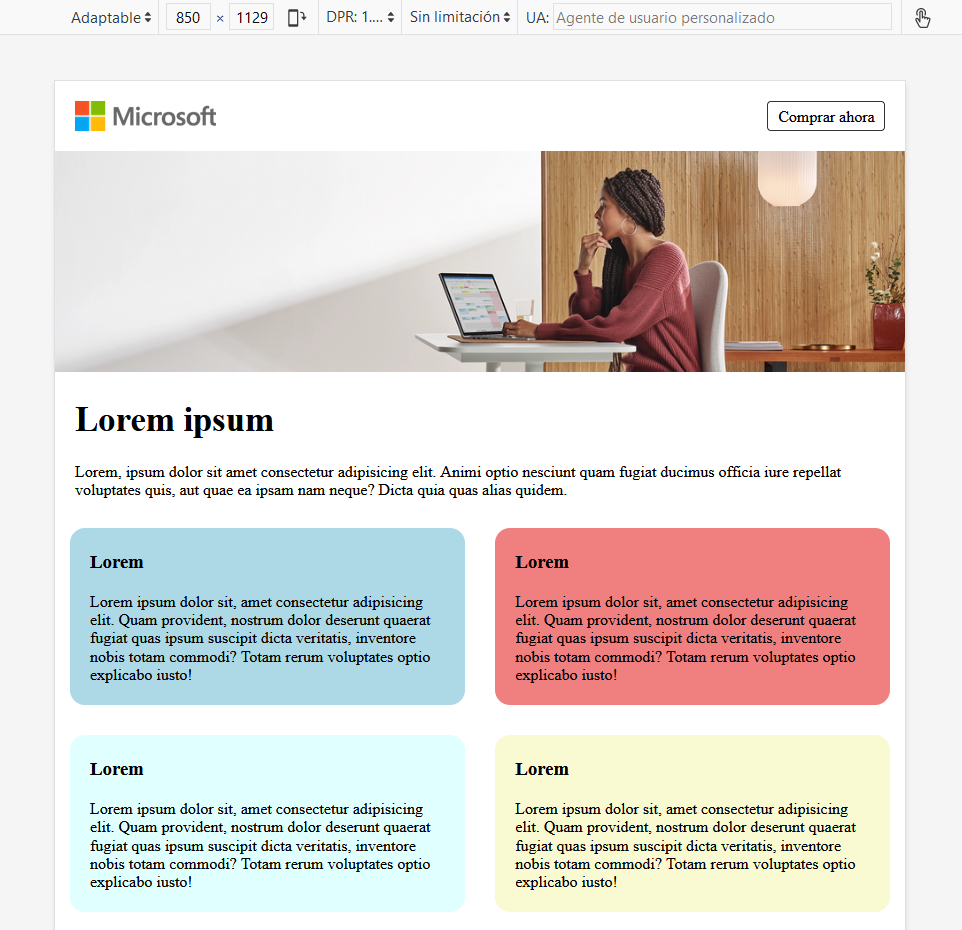 Adaptable 850 × 1129 DPR: 1.... Sin limitación UA: Agente de usuario personalizado
Microsoft Comprar ahora
Lorem ipsum
Lorem, ipsum dolor sit amet consectetur adipisicing elit. Animi optio nesciunt quam fugiat ducimus officia iure repellat
voluptates quis, aut quae ea ipsam nam neque? Dicta quia quas alias quidem.
Lorem
Lorem ipsum dolor sit, amet consectetur adipisicing
elit. Quam provident, nostrum dolor deserunt quaerat
fugiat quas ipsum suscipit dicta veritatis, inventore
nobis totam commodi? Totam rerum voluptates optio
explicabo iusto!
Lorem
Lorem ipsum dolor sit, amet consectetur adipisicing
elit. Quam provident, nostrum dolor deserunt quaerat
fugiat quas ipsum suscipit dicta veritatis, inventore
nobis totam commodi? Totam rerum voluptates optio
explicabo iusto!
Lorem
Lorem ipsum dolor sit, amet consectetur adipisicing
elit. Quam provident, nostrum dolor deserunt quaerat
fugiat quas ipsum suscipit dicta veritatis, inventore
nobis totam commodi? Totam rerum voluptates optio
explicabo iusto!
Lorem
Lorem ipsum dolor sit, amet consectetur adipisicing
elit. Quam provident, nostrum dolor deserunt quaerat
fugiat quas ipsum suscipit dicta veritatis, inventore
nobis totam commodi? Totam rerum voluptates optio
explicabo iusto!